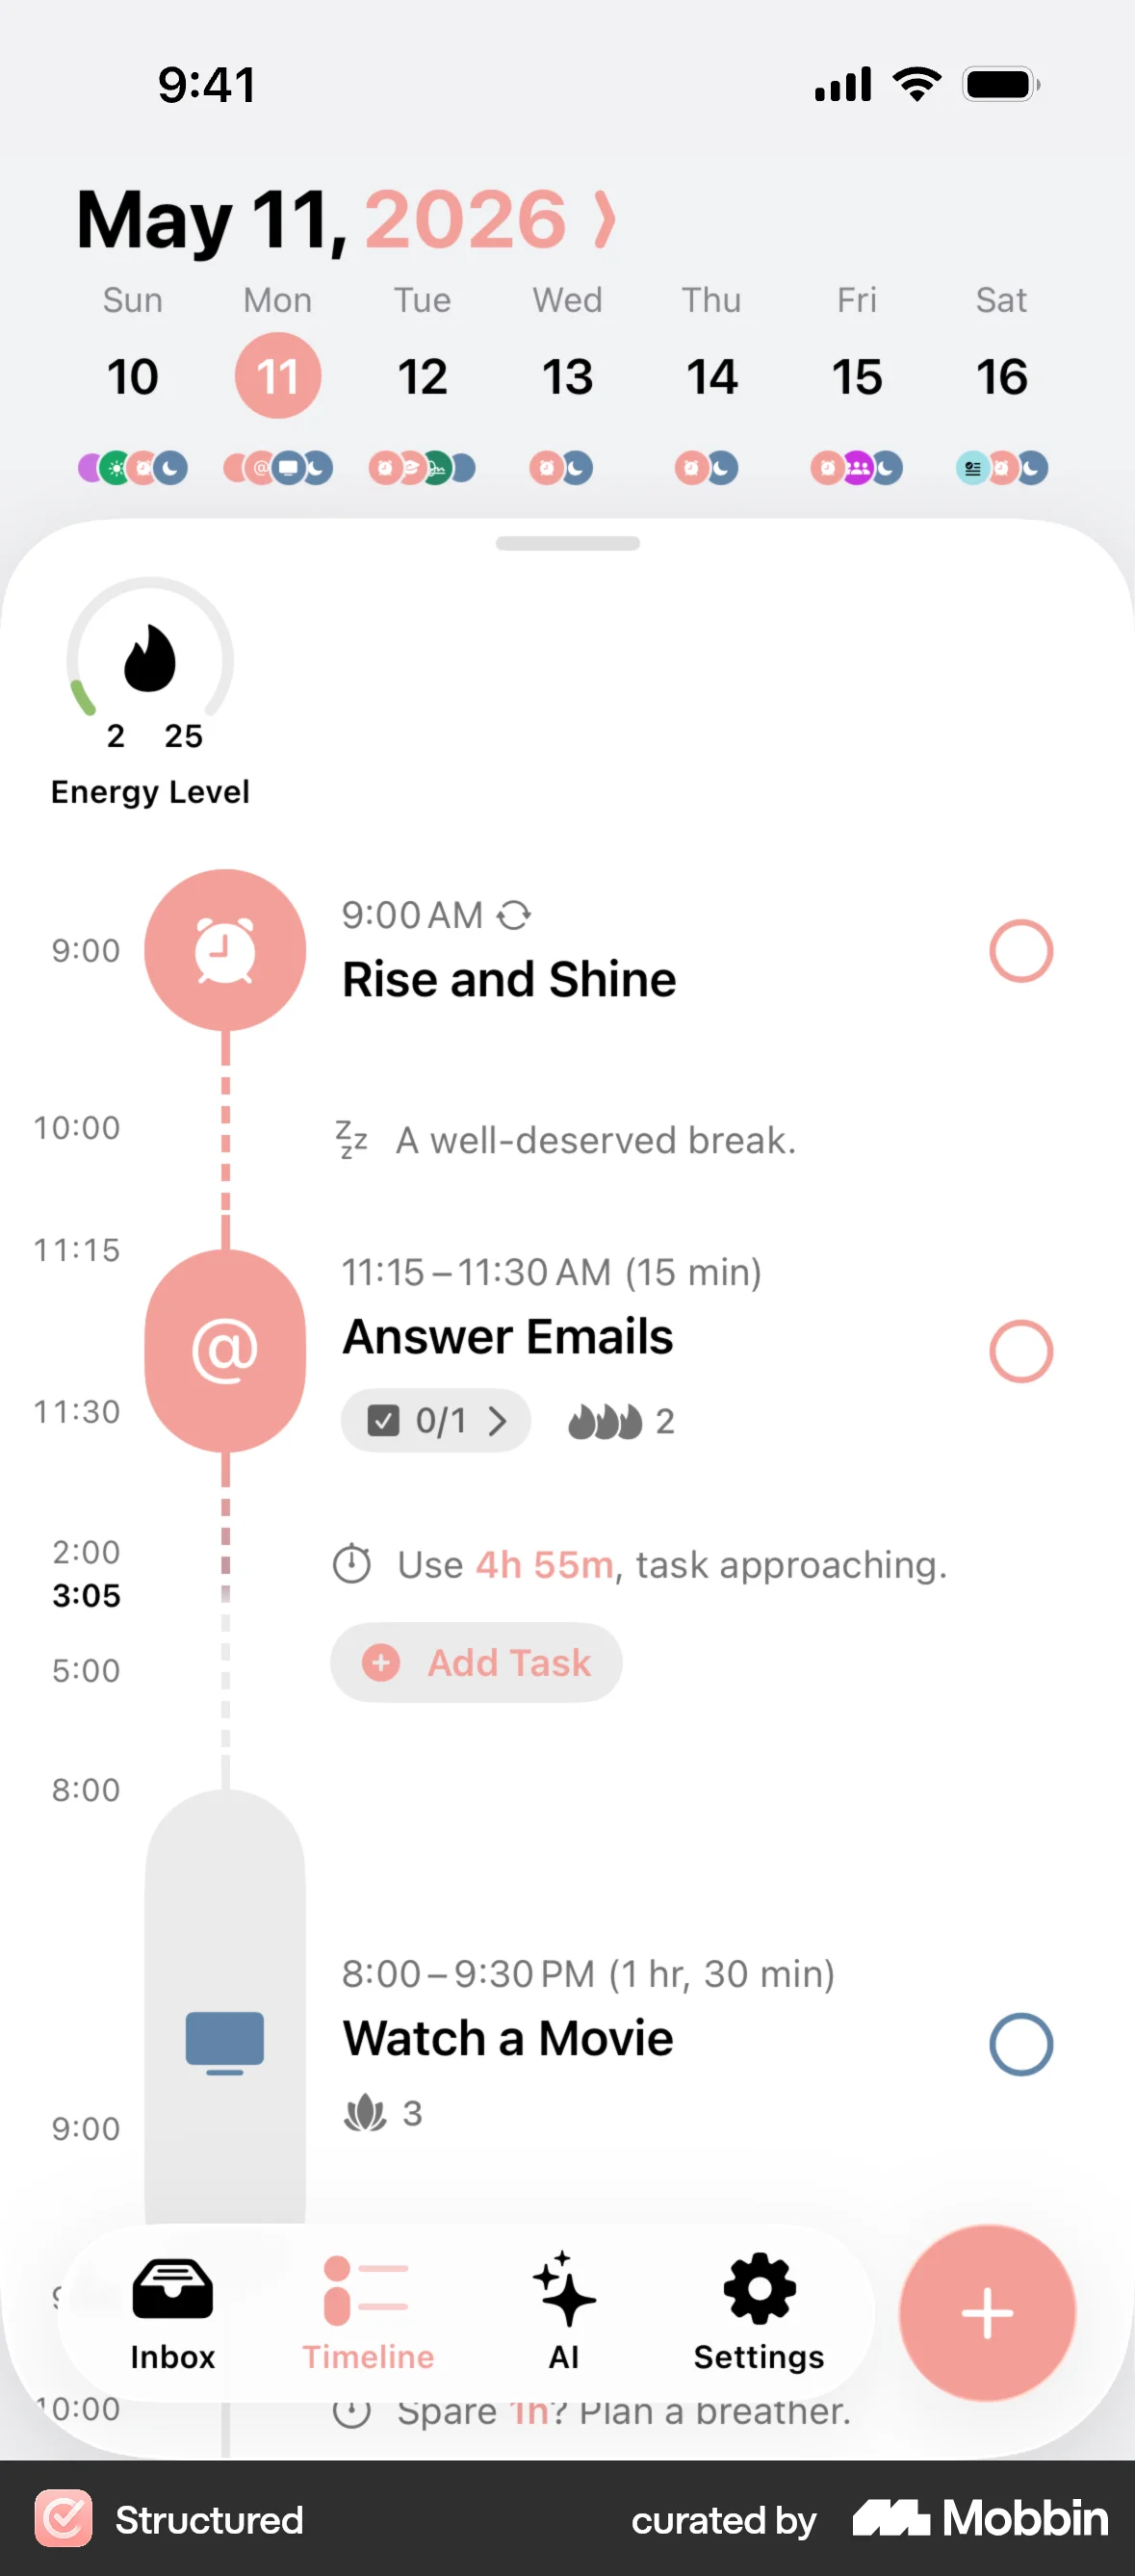 9:41
May 11, 2026
Sun Mon Tue Wed Thu Fri Sat
10 11 12 13 14 15 16
2 25
Energy Level
9:00
9:00 AM
Rise and Shine
10:00
A well-deserved break.
11:15
11:15 – 11:30 AM (15 min)
@
Answer Emails
11:30
0/1 2
2:00
Use 4h 55m, task approaching.
3:05
5:00
Add Task
8:00
8:00 – 9:30 PM (1 hr, 30 min)
Watch a Movie
3
9:00
Inbox Timeline AI Settings
10:00
Spare 1h? Plan a breather.
Structured
curated by Mobbin